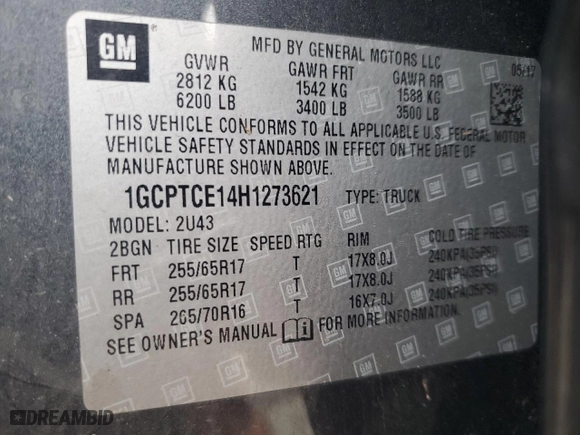 GM
MFD BY GENERAL MOTORS LLC
GVWR GAWR FRT GAWR RR 05/17
2812 KG 1542 KG 1588 KG
6200 LB 3400 LB 3500 LB
THIS VEHICLE CONFORMS TO ALL APPLICABLE U.S. FEDERAL MOTOR
VEHICLE SAFETY STANDARDS IN EFFECT ON THE DATE OF
MANUFACTURE SHOWN ABOVE.
1GCPTCE14H1273621 TYPE: TRUCK
MODEL: 2U43
2BGN TIRE SIZE SPEED RTG RIM COLD TIRE PRESSURE
FRT 255/65R17 T 17X8.0J 240KPA(35PSI)
RR 255/65R17 T 17X8.0J 240KPA(35PSI)
SPA 265/70R16 T 16X7.0J 240KPA(35PSI)
SEE OWNER'S MANUAL FOR MORE INFORMATION.
DREAMBID